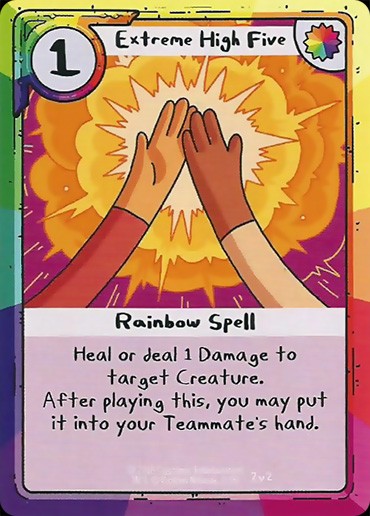 1
Extreme High Five
Rainbow Spell
Heal or deal 1 Damage to
target Creature.
After playing this, you may put
it into your Teammate's hand.
2v2